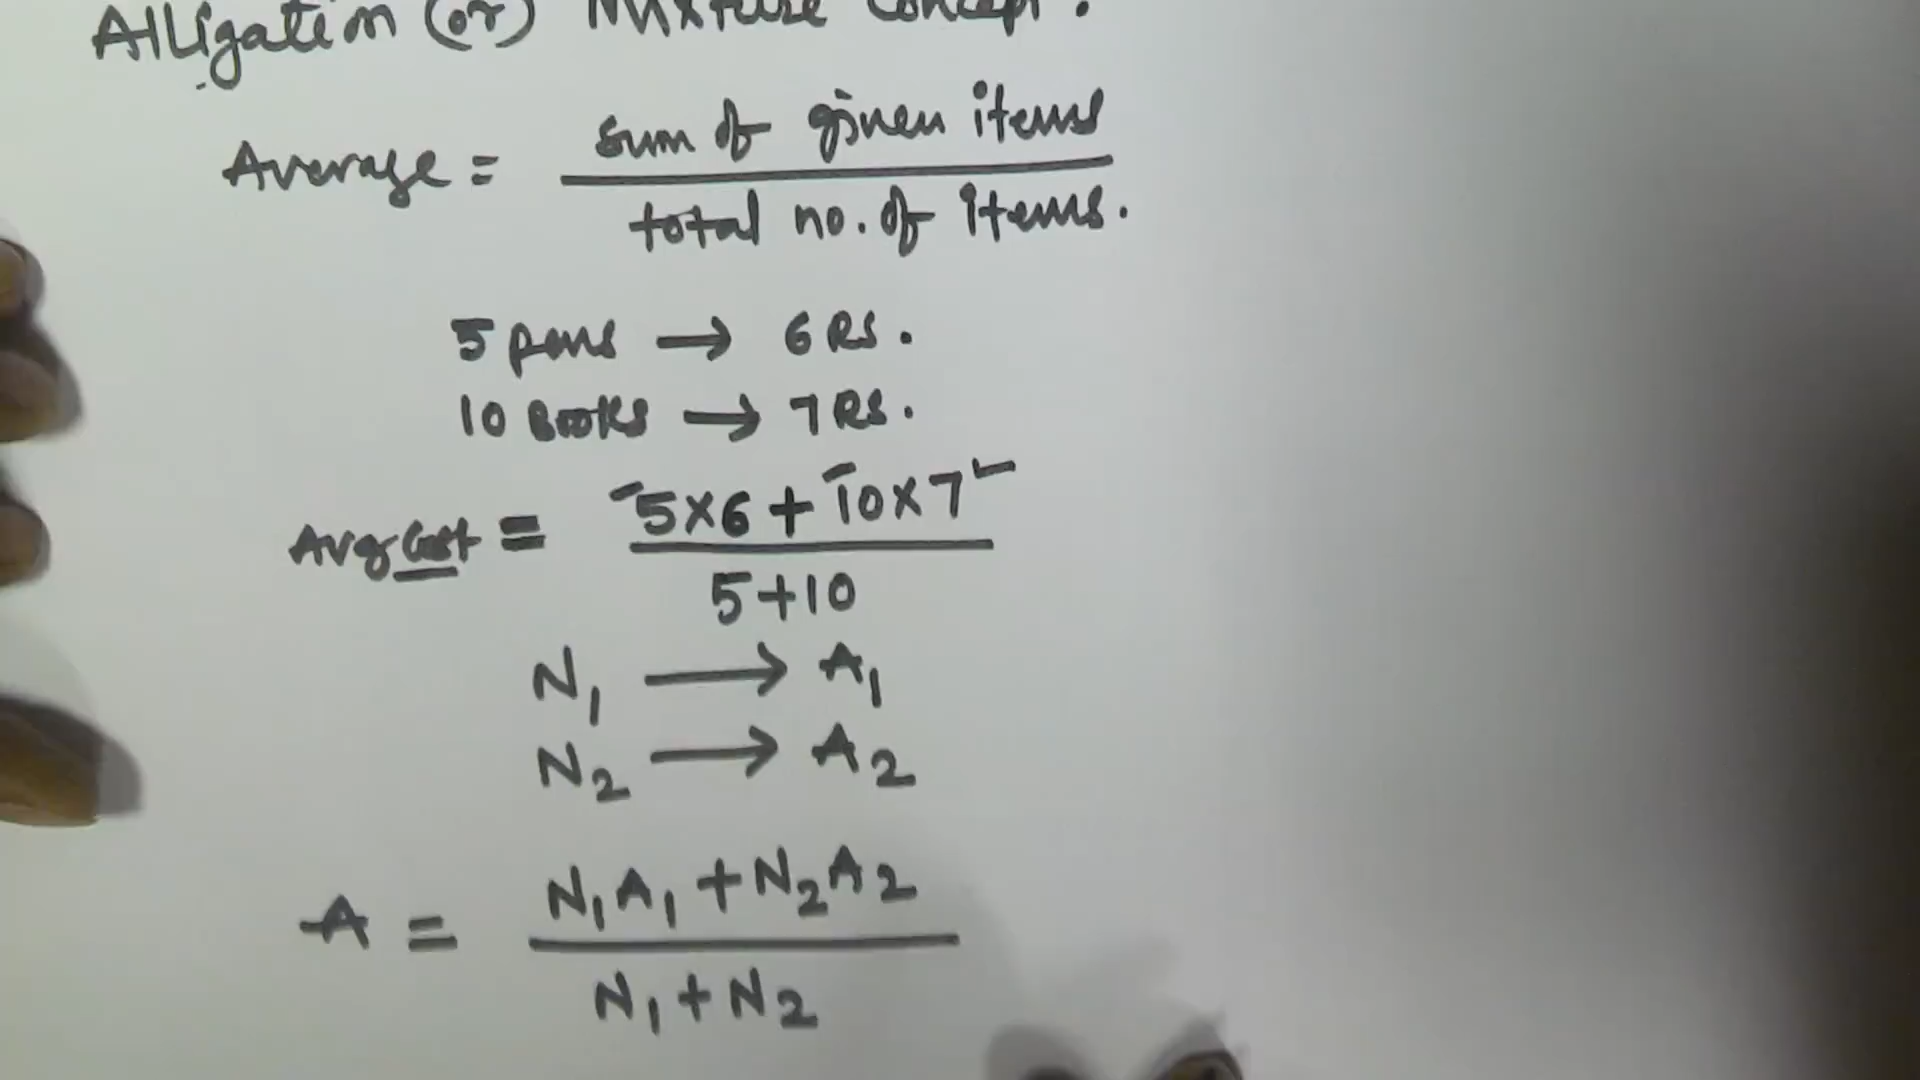 Alligation (or) Mixture Concept.
Average = sum of given items
total no. of items.
5 pens → 6 RS.
10 Books → 7 RS.
Avg Cost = 5×6 + 10×7
5+10
N₁ → A₁
N₂ → A₂
A = N₁A₁ + N₂A₂
N₁ + N₂